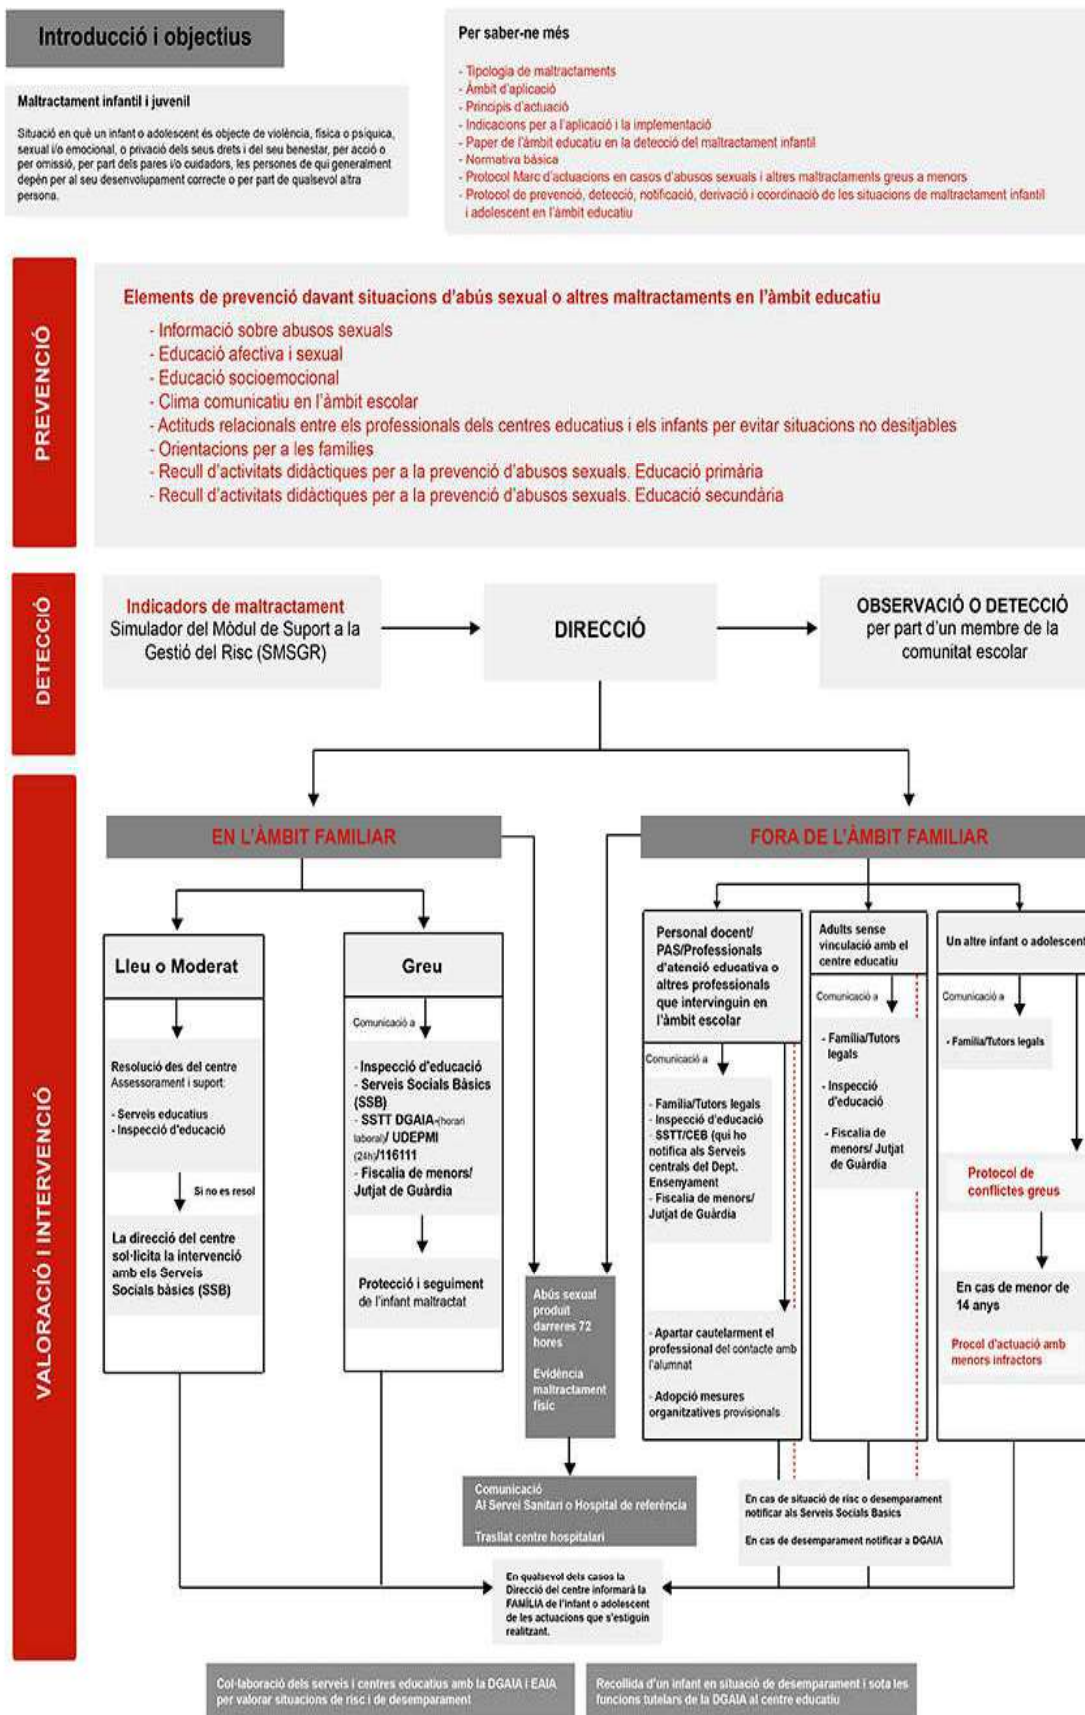 Introducció i objectius
Maltractament infantil i juvenil
Situació en què un infant o adolescent és objecte de violència, física o psíquica,
sexual i/o emocional, o privació dels seus drets i del seu benestar, per acció o
per omissió, per part dels pares i/o cuidadors, les persones de qui generalment
depèn per al seu desenvolupament correcte o per part de qualsevol altra
persona.
Per saber-ne més
- Tipologia de maltractaments
- Àmbit d'aplicació
- Principis d'actuació
- Indicacions per a l'aplicació i la implementació
- Paper de l'àmbit educatiu en la detecció del maltractament infantil
- Normativa bàsica
- Protocol Marc d'actuacions en casos d'abusos sexuals i altres maltractaments greus a menors
- Protocol de prevenció, detecció, notificació, derivació i coordinació de les situacions de maltractament infantil
i adolescent en l'àmbit educatiu
PREVENCIÓ
Elements de prevenció davant situacions d'abús sexual o altres maltractaments en l'àmbit educatiu
- Informació sobre abusos sexuals
- Educació afectiva i sexual
- Educació socioemocional
- Clima comunicatiu en l'àmbit escolar
- Actituds relacionals entre els professionals dels centres educatius i els infants per evitar situacions no desitjables
- Orientacions per a les famílies
- Recull d'activitats didàctiques per a la prevenció d'abusos sexuals. Educació primària
- Recull d'activitats didàctiques per a la prevenció d'abusos sexuals. Educació secundària
DETECCIÓ
Indicadors de maltractament
Simulador del Mòdul de Suport a la
Gestió del Risc (SMSGR)
DIRECCIÓ
OBSERVACIÓ O DETECCIÓ
per part d'un membre de la
comunitat escolar
VALORACIÓ I INTERVENCIÓ
EN L'ÀMBIT FAMILIAR
FORA DE L'ÀMBIT FAMILIAR
Lleu o Moderat
Resolució des del centre
Assessorament i suport:
- Serveis educatius
- Inspecció d'educació
Si no es resol
La direcció del centre
sol·licita la intervenció
amb els Serveis
Socials bàsics (SSB)
Greu
Comunicació a
- Inspecció d'educació
- Serveis Socials Bàsics
(SSB)
- SSTT DGAIA-(horari
laboral)/ UDEPMI
(24h)/116111
- Fiscalia de menors/
Jutjat de Guàrdia
Protecció i seguiment
de l'infant maltractat
Abús sexual
produït
darreres 72
hores
Evidència
maltractament
físic
Comunicació
Al Servei Sanitari o Hospital de referència
Trasllat centre hospitalari
Personal docent/
PAS/Professionals
d'atenció educativa o
altres professionals
que intervinguin en
l'àmbit escolar
Comunicació a
- Família/Tutors legals
- Inspecció d'educació
- SSTT/CEB (qui ho
notifica als Serveis
centrals del Dept.
Ensenyament
- Fiscalia de menors/
Jutjat de Guàrdia
- Apartar cautelarment el
professional del contacte amb
l'alumnat
- Adopció mesures
organitzatives provisionals
Adults sense
vinculació amb el
centre educatiu
Comunicació a
- Família/Tutors
legals
- Inspecció
d'educació
- Fiscalia de
menors/ Jutjat
de Guàrdia
Un altre infant o adolescent
Comunicació a
- Família/Tutors legals
Protocol de
conflictes greus
En cas de menor de
14 anys
Procol d'actuació amb
menors infractors
En cas de situació de risc o desemparament
notificar als Serveis Socials Basics
En cas de desemparament notificar a DGAIA
En qualsevol dels casos la
Direcció del centre informarà la
FAMÍLIA de l'infant o adolescent
de les actuacions que s'estiguin
realitzant.
Col·laboració dels serveis i centres educatius amb la DGAIA i EAIA
per valorar situacions de risc i de desemparament
Recollida d'un infant en situació de desemparament i sota les
funcions tutelars de la DGAIA al centre educatiu